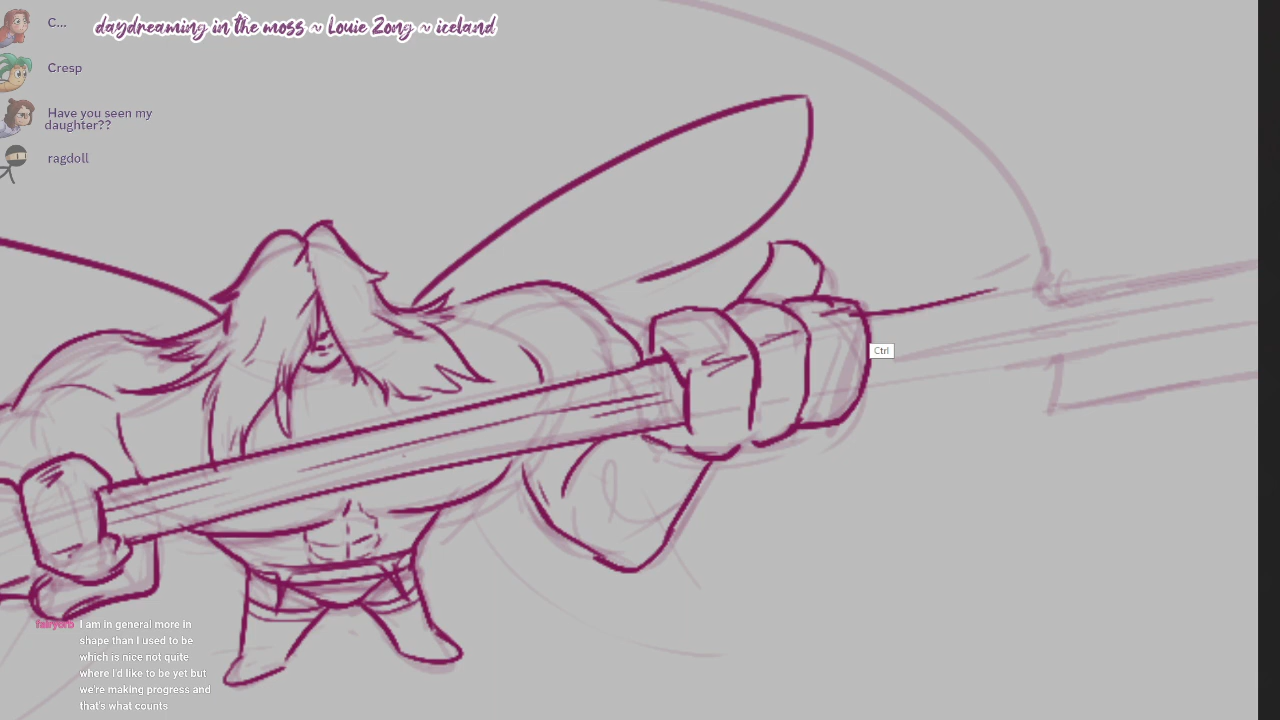 daydreaming in the moss ~ Louie Zong ~ iceland
C...
Cresp
Have you seen my
daughter??
ragdoll
Ctrl
I am in general more in
shape than I used to be
which is nice not quite
where I'd like to be yet but
we're making progress and
that's what counts